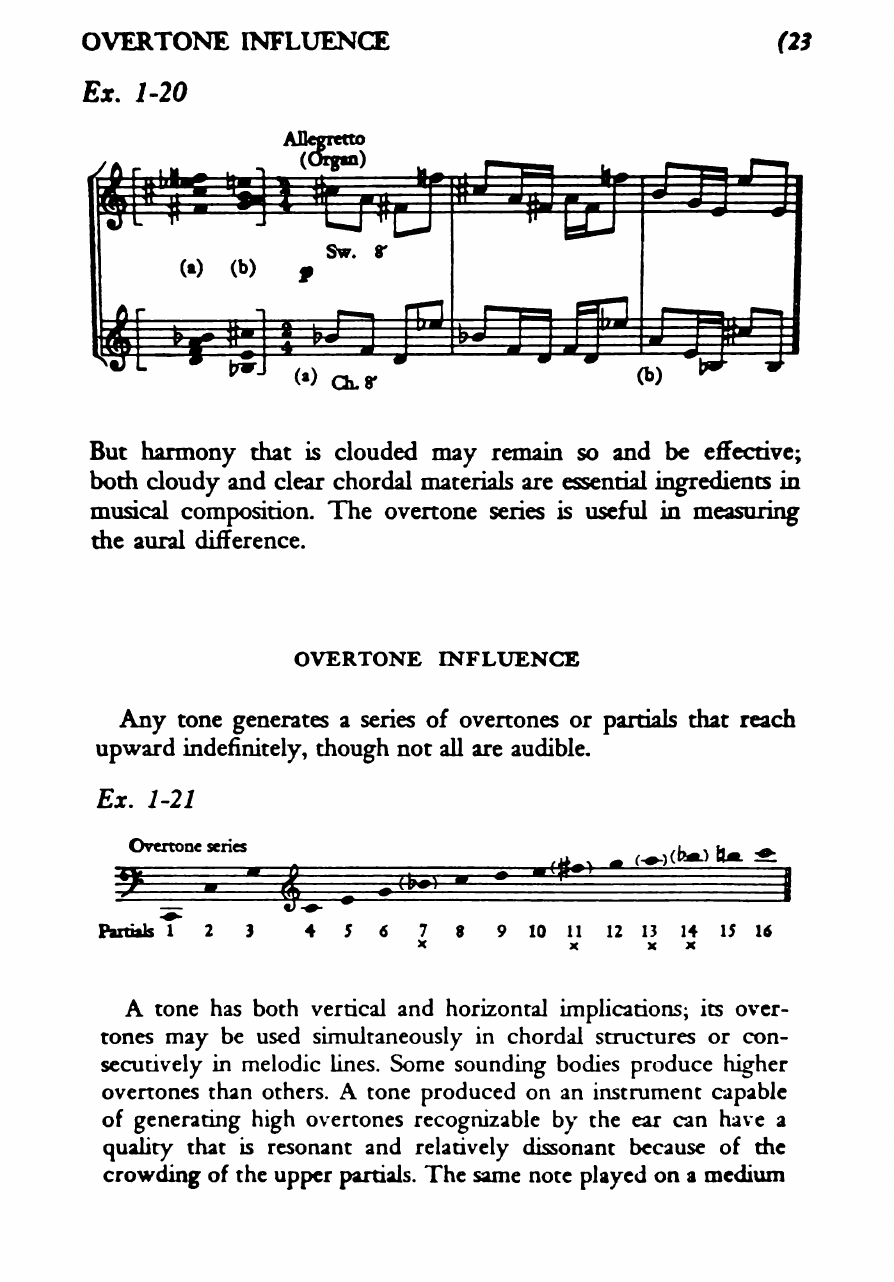 OVERTONE INFLUENCE (23
Ex. 1-20
Allegretto
(Organ)
2
4
Sw. 8'
(a) (b) p
2
4
(a) Ch. 8' (b)
But harmony that is clouded may remain so and be effective;
both cloudy and clear chordal materials are essential ingredients in
musical composition. The overtone series is useful in measuring
the aural difference.
OVERTONE INFLUENCE
Any tone generates a series of overtones or partials that reach
upward indefinitely, though not all are audible.
Ex. 1-21
Overtone series
Partials 1 2 3 4 5 6 7 8 9 10 11 12 13 14 15 16
x x x x
A tone has both vertical and horizontal implications; its over-
tones may be used simultaneously in chordal structures or con-
secutively in melodic lines. Some sounding bodies produce higher
overtones than others. A tone produced on an instrument capable
of generating high overtones recognizable by the ear can have a
quality that is resonant and relatively dissonant because of the
crowding of the upper partials. The same note played on a medium